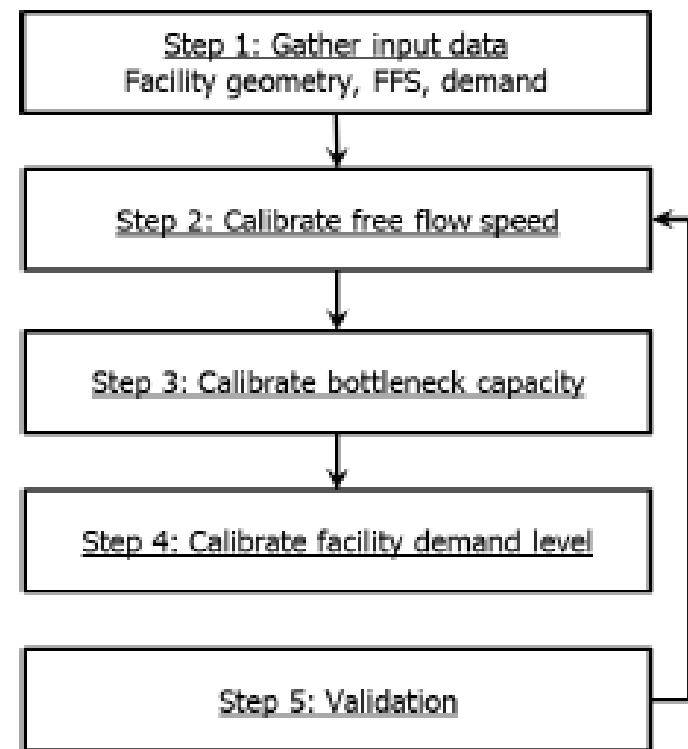 Step 1: Gather input data
Facility geometry, FFS, demand
Step 2: Calibrate free flow speed
Step 3: Calibrate bottleneck capacity
Step 4: Calibrate facility demand level
Step 5: Validation